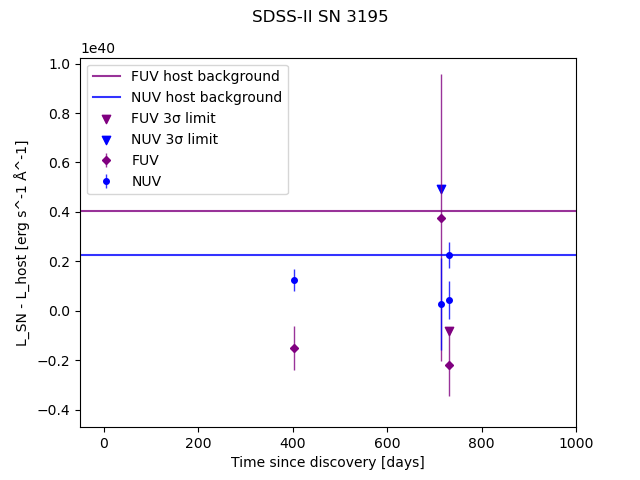 SDSS-II SN 3195
1e40
FUV host background
NUV host background
FUV 3σ limit
NUV 3σ limit
FUV
NUV
1.0
0.8
0.6
0.4
0.2
0.0
−0.2
−0.4
L_SN - L_host [erg s^-1 Å^-1]
0 200 400 600 800 1000
Time since discovery [days]